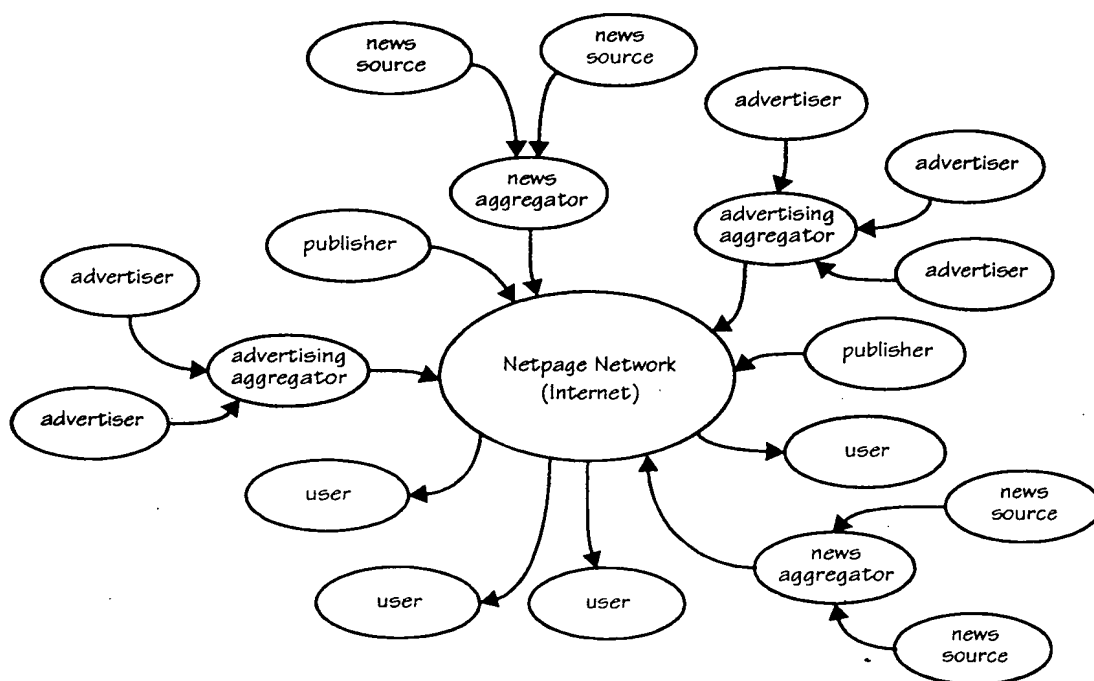 news
source
news
source
advertiser
advertiser
news
aggregator
advertising
aggregator
publisher
advertiser
advertiser
Netpage Network
(Internet)
publisher
advertising
aggregator
advertiser
user
user
news
source
news
aggregator
user
user
news
source